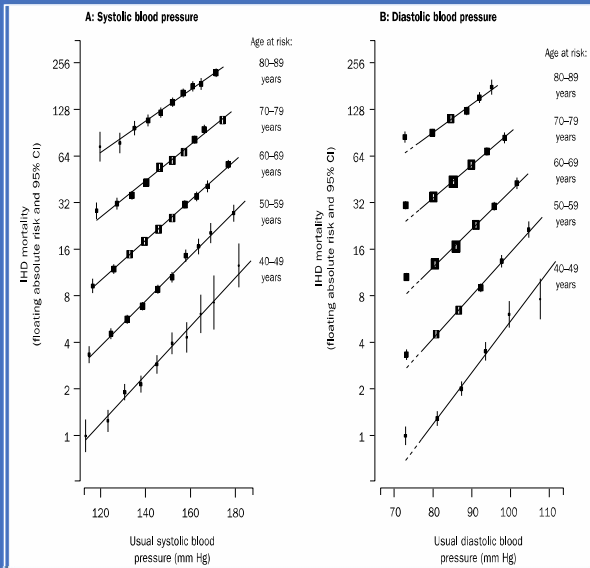 A: Systolic blood pressure
Age at risk:
80–89
years
70–79
years
60–69
years
50–59
years
40–49
years
256
128
64
32
16
8
4
2
1
IHD mortality
(floating absolute risk and 95% CI)
120
140
160
180
Usual systolic blood
pressure (mm Hg)
B: Diastolic blood pressure
Age at risk:
80–89
years
70–79
years
60–69
years
50–59
years
40–49
years
256
128
64
32
16
8
4
2
1
IHD mortality
(floating absolute risk and 95% CI)
70
80
90
100
110
Usual diastolic blood
pressure (mm Hg)